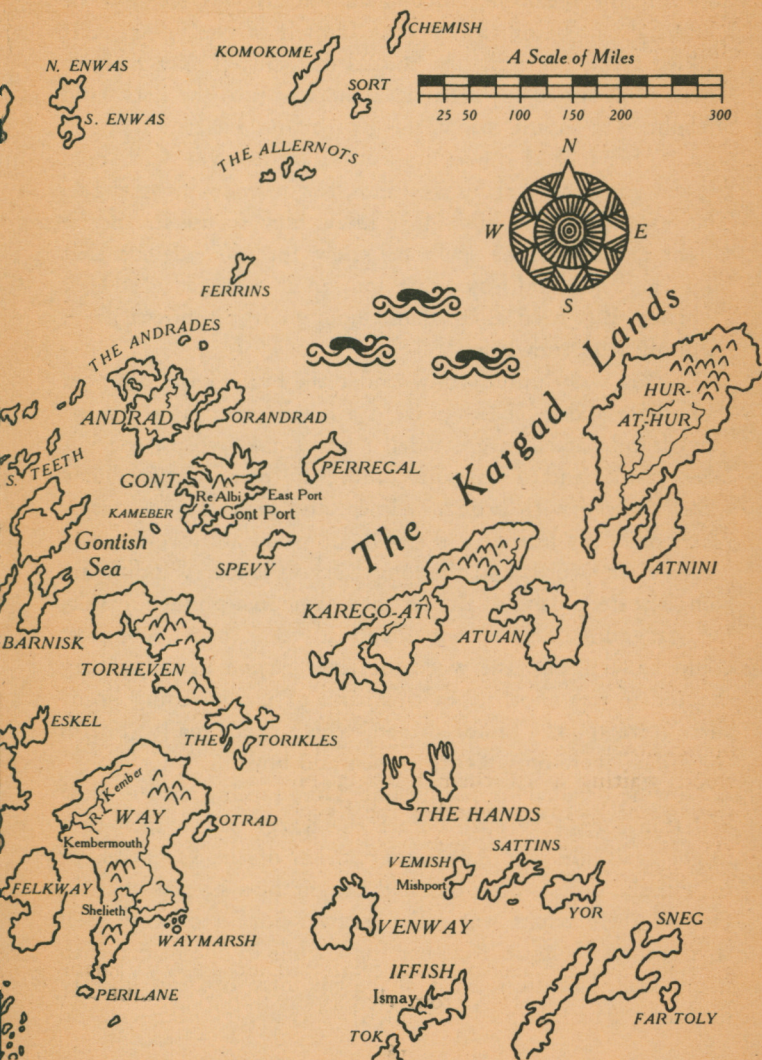 CHEMISH
KOMOKOME
A Scale of Miles
N. ENWAS
SORT
25 50 100 150 200 300
S. ENWAS
THE ALLERNOTS
N
W
E
S
FERRINS
The Kargad Lands
THE ANDRADES
HUR-
AT-HUR
ANDRAD
ORANDRAD
S. TEETH
PERREGAL
GONT
Re Albi
East Port
KAMEBER
Gont Port
Gontish
Sea
SPEVY
ATNINI
KAREGO-AT
ATUAN
BARNISK
TORHEVEN
ESKEL
THE TORIKLES
R. Kember
WAY
OTRAD
THE HANDS
Kembermouth
SATTINS
VEMISH
Mishport
FELKWAY
Shelieth
YOR
SNEG
VENWAY
WAYMARSH
IFFISH
Ismay
PERILANE
FAR TOLY
TOK